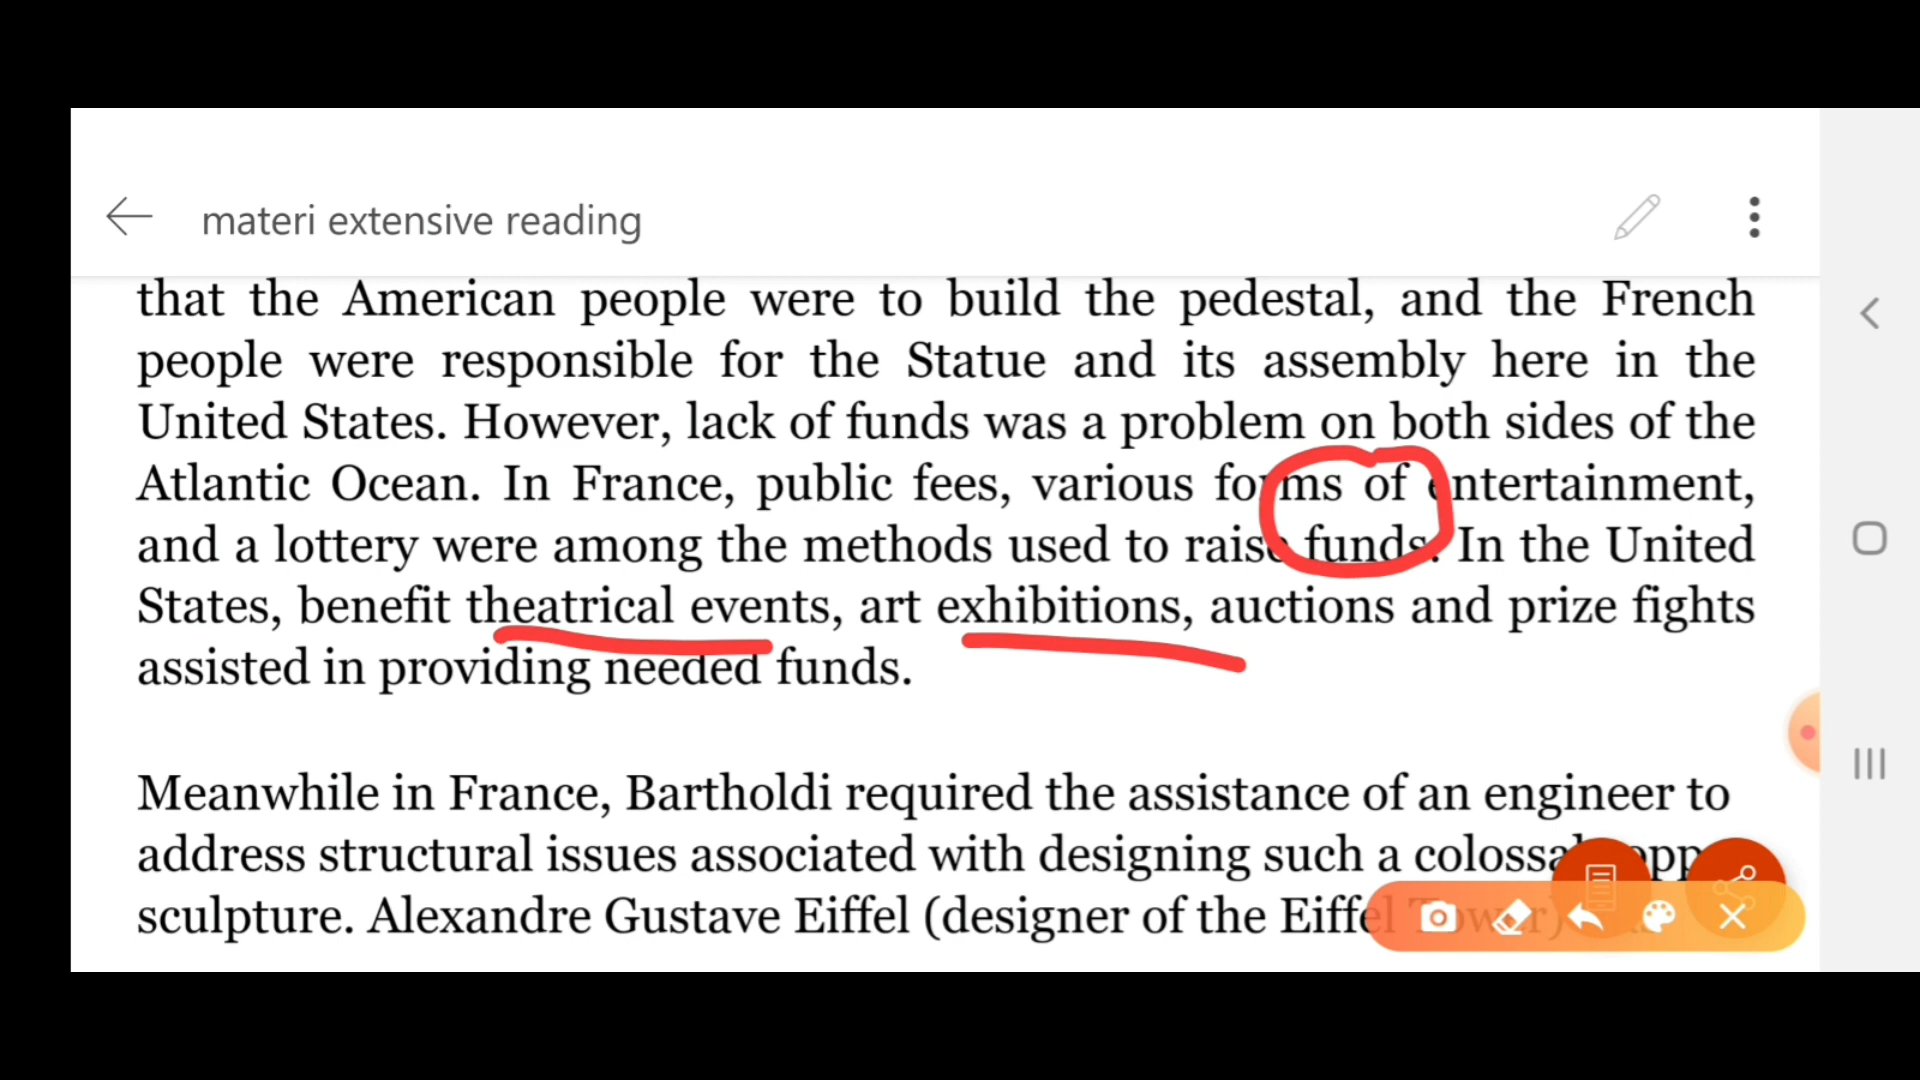 materi extensive reading
that the American people were to build the pedestal, and the French
people were responsible for the Statue and its assembly here in the
United States. However, lack of funds was a problem on both sides of the
Atlantic Ocean. In France, public fees, various forms of entertainment,
and a lottery were among the methods used to raise funds. In the United
States, benefit theatrical events, art exhibitions, auctions and prize fights
assisted in providing needed funds.
Meanwhile in France, Bartholdi required the assistance of an engineer to
address structural issues associated with designing such a colossal
sculpture. Alexandre Gustave Eiffel (designer of the Eiffel Tower)